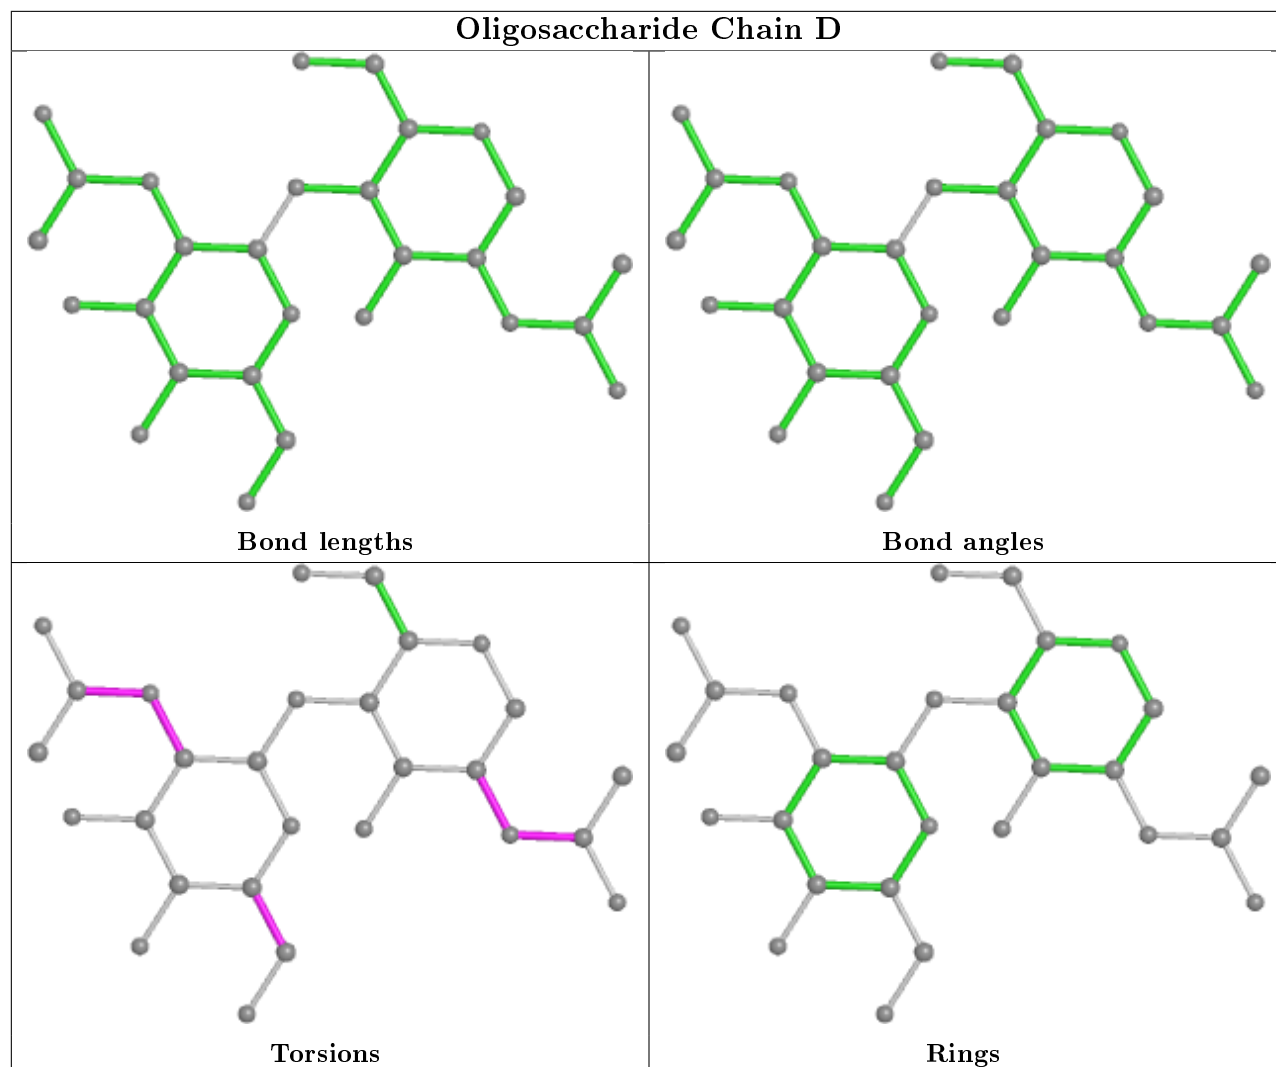 Oligosaccharide Chain D
Bond lengths
Bond angles
Torsions
Rings